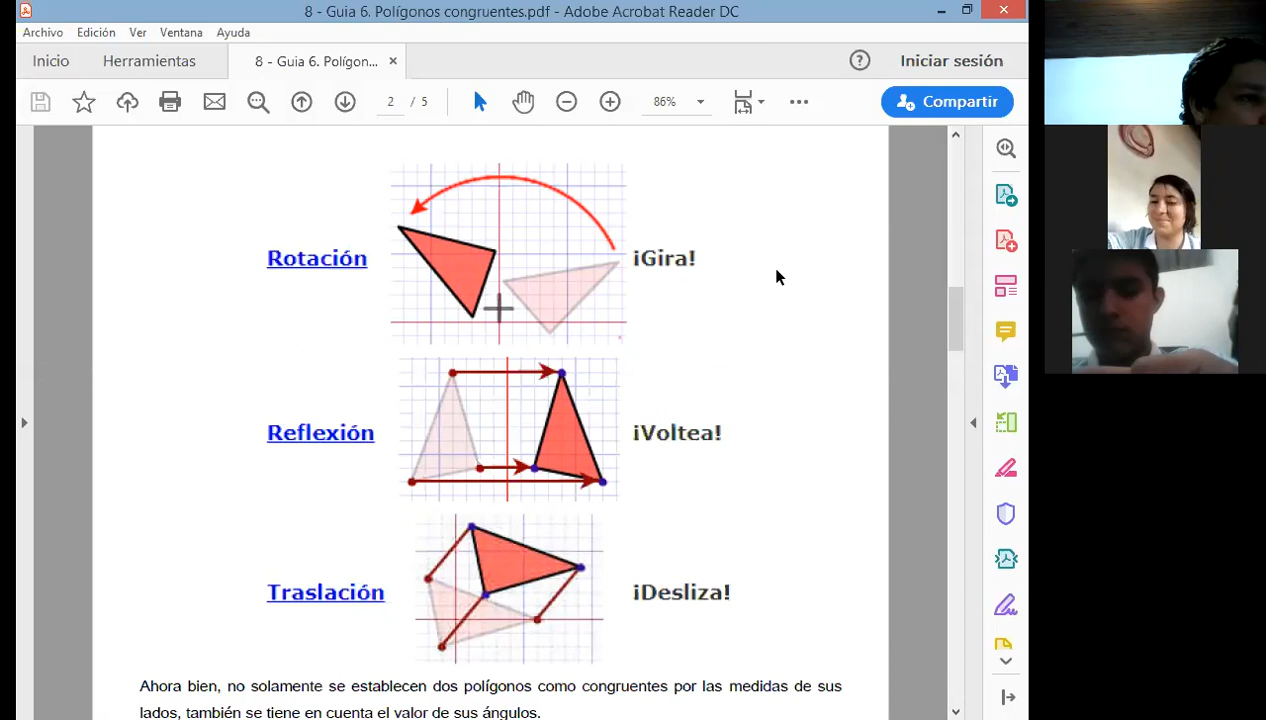 8 - Guia 6. Polígonos congruentes.pdf - Adobe Acrobat Reader DC
Archivo Edición Ver Ventana Ayuda
Inicio Herramientas 8 - Guia 6. Polígon... × Iniciar sesión
2 / 5 86% Compartir
Rotación ¡Gira!
Reflexión ¡Voltea!
Traslación ¡Desliza!
Ahora bien, no solamente se establecen dos polígonos como congruentes por las medidas de sus
lados, también se tiene en cuenta el valor de sus ángulos.